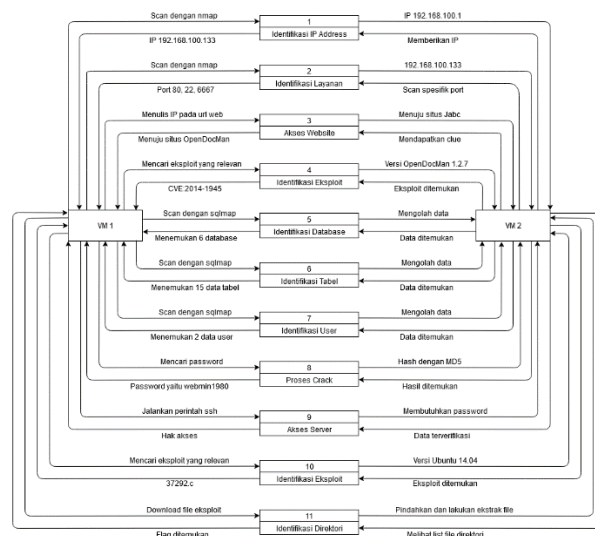 Scan dengan nmap
1
IP 192.168.100.1
IP 192.168.100.133
Identifikasi IP Address
Memberikan IP
Scan dengan nmap
2
192.168.100.133
Port 80, 22, 6667
Identifikasi Layanan
Scan spesifik port
Menulis IP pada url web
3
Menuju situs Jabc
Menuju situs OpenDocMan
Akses Website
Mendapatkan clue
Mencari eksploit yang relevan
4
Versi OpenDocMan 1.2.7
CVE:2014-1945
Identifikasi Eksploit
Eksploit ditemukan
VM 1
Scan dengan sqlmap
5
Mengolah data
VM 2
Menemukan 6 database
Identifikasi Database
Data ditemukan
Scan dengan sqlmap
6
Mengolah data
Menemukan 15 data tabel
Identifikasi Tabel
Data ditemukan
Scan dengan sqlmap
7
Mengolah data
Menemukan 2 data user
Identifikasi User
Data ditemukan
Mencari password
8
Hash dengan MD5
Password yaitu webmin1980
Proses Crack
Hasil ditemukan
Jalankan perintah ssh
9
Membutuhkan password
Hak akses
Akses Server
Data terverifikasi
Mencari eksploit yang relevan
10
Versi Ubuntu 14.04
37292.c
Identifikasi Eksploit
Eksploit ditemukan
Download file eksploit
11
Pindahkan dan lakukan ekstrak file
Flag ditemukan
Identifikasi Direktori
Melihat list file direktori